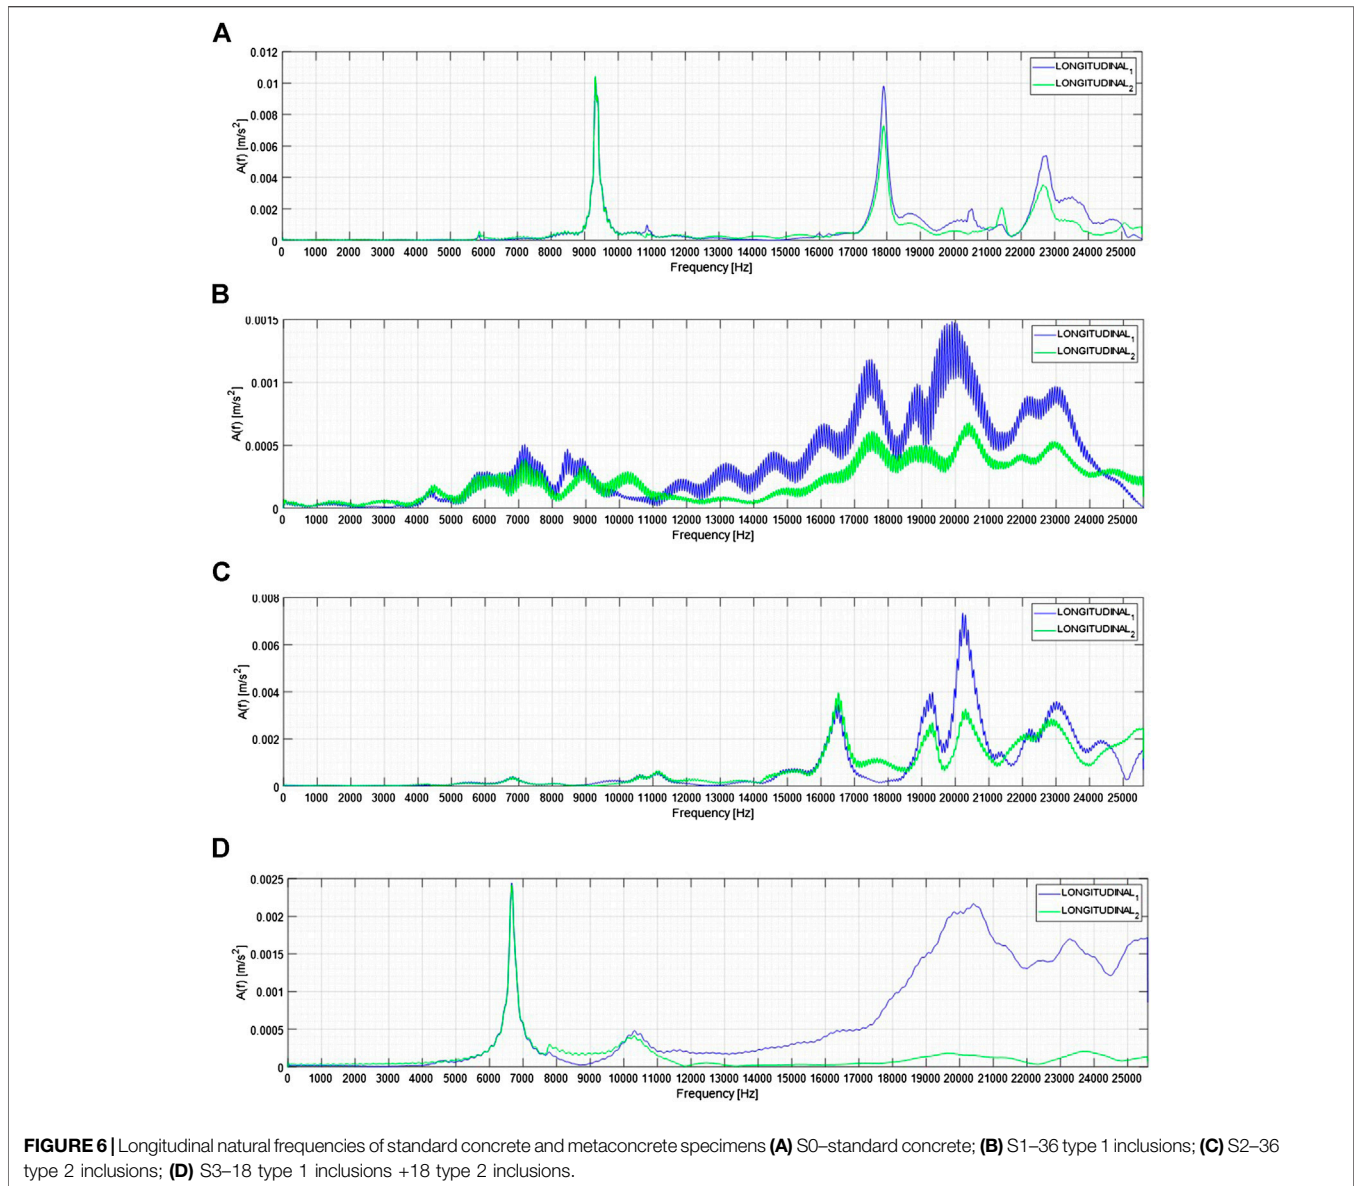 A
0.012
0.01
0.008
0.006
0.004
0.002
0
A(f) [m/s²]
LONGITUDINAL₁
LONGITUDINAL₂
0 1000 2000 3000 4000 5000 6000 7000 8000 9000 10000 11000 12000 13000 14000 15000 16000 17000 18000 19000 20000 21000 22000 23000 24000 25000
Frequency [Hz]
B
0.0015
0.001
0.0005
0
A(f) [m/s²]
LONGITUDINAL₁
LONGITUDINAL₂
0 1000 2000 3000 4000 5000 6000 7000 8000 9000 10000 11000 12000 13000 14000 15000 16000 17000 18000 19000 20000 21000 22000 23000 24000 25000
Frequency [Hz]
C
0.008
0.006
0.004
0.002
0
A(f) [m/s²]
LONGITUDINAL₁
LONGITUDINAL₂
0 1000 2000 3000 4000 5000 6000 7000 8000 9000 10000 11000 12000 13000 14000 15000 16000 17000 18000 19000 20000 21000 22000 23000 24000 25000
Frequency [Hz]
D
0.0025
0.002
0.0015
0.001
0.0005
0
A(f) [m/s²]
LONGITUDINAL₁
LONGITUDINAL₂
0 1000 2000 3000 4000 5000 6000 7000 8000 9000 10000 11000 12000 13000 14000 15000 16000 17000 18000 19000 20000 21000 22000 23000 24000 25000
Frequency [Hz]
FIGURE 6 | Longitudinal natural frequencies of standard concrete and metaconcrete specimens (A) S0–standard concrete; (B) S1–36 type 1 inclusions; (C) S2–36
type 2 inclusions; (D) S3–18 type 1 inclusions +18 type 2 inclusions.